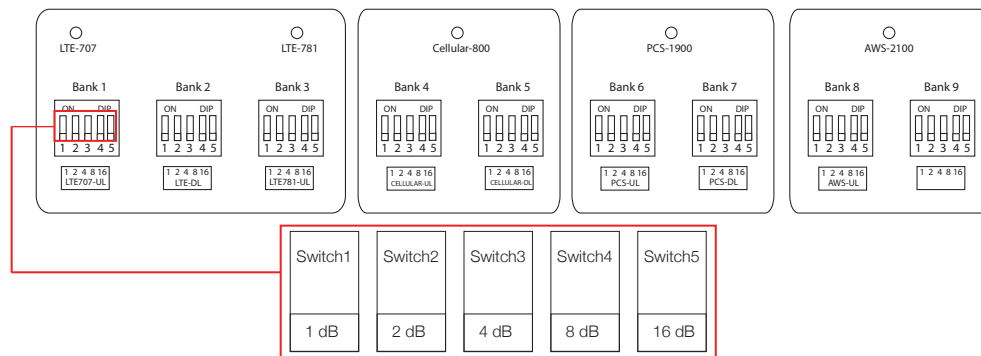 LTE-707
LTE-781
Cellular-800
PCS-1900
AWS-2100
Bank 1
Bank 2
Bank 3
Bank 4
Bank 5
Bank 6
Bank 7
Bank 8
Bank 9
ON DIP
1 2 3 4 5
ON DIP
1 2 3 4 5
ON DIP
1 2 3 4 5
ON DIP
1 2 3 4 5
ON DIP
1 2 3 4 5
ON DIP
1 2 3 4 5
ON DIP
1 2 3 4 5
ON DIP
1 2 3 4 5
ON DIP
1 2 3 4 5
1 2 4 8 16
LTE707-UL
1 2 4 8 16
LTE-DL
1 2 4 8 16
LTE781-UL
1 2 4 8 16
CELLULAR-UL
1 2 4 8 16
CELLULAR-DL
1 2 4 8 16
PCS-UL
1 2 4 8 16
PCS-DL
1 2 4 8 16
AWS-UL
1 2 4 8 16
Switch1
Switch2
Switch3
Switch4
Switch5
1 dB
2 dB
4 dB
8 dB
16 dB